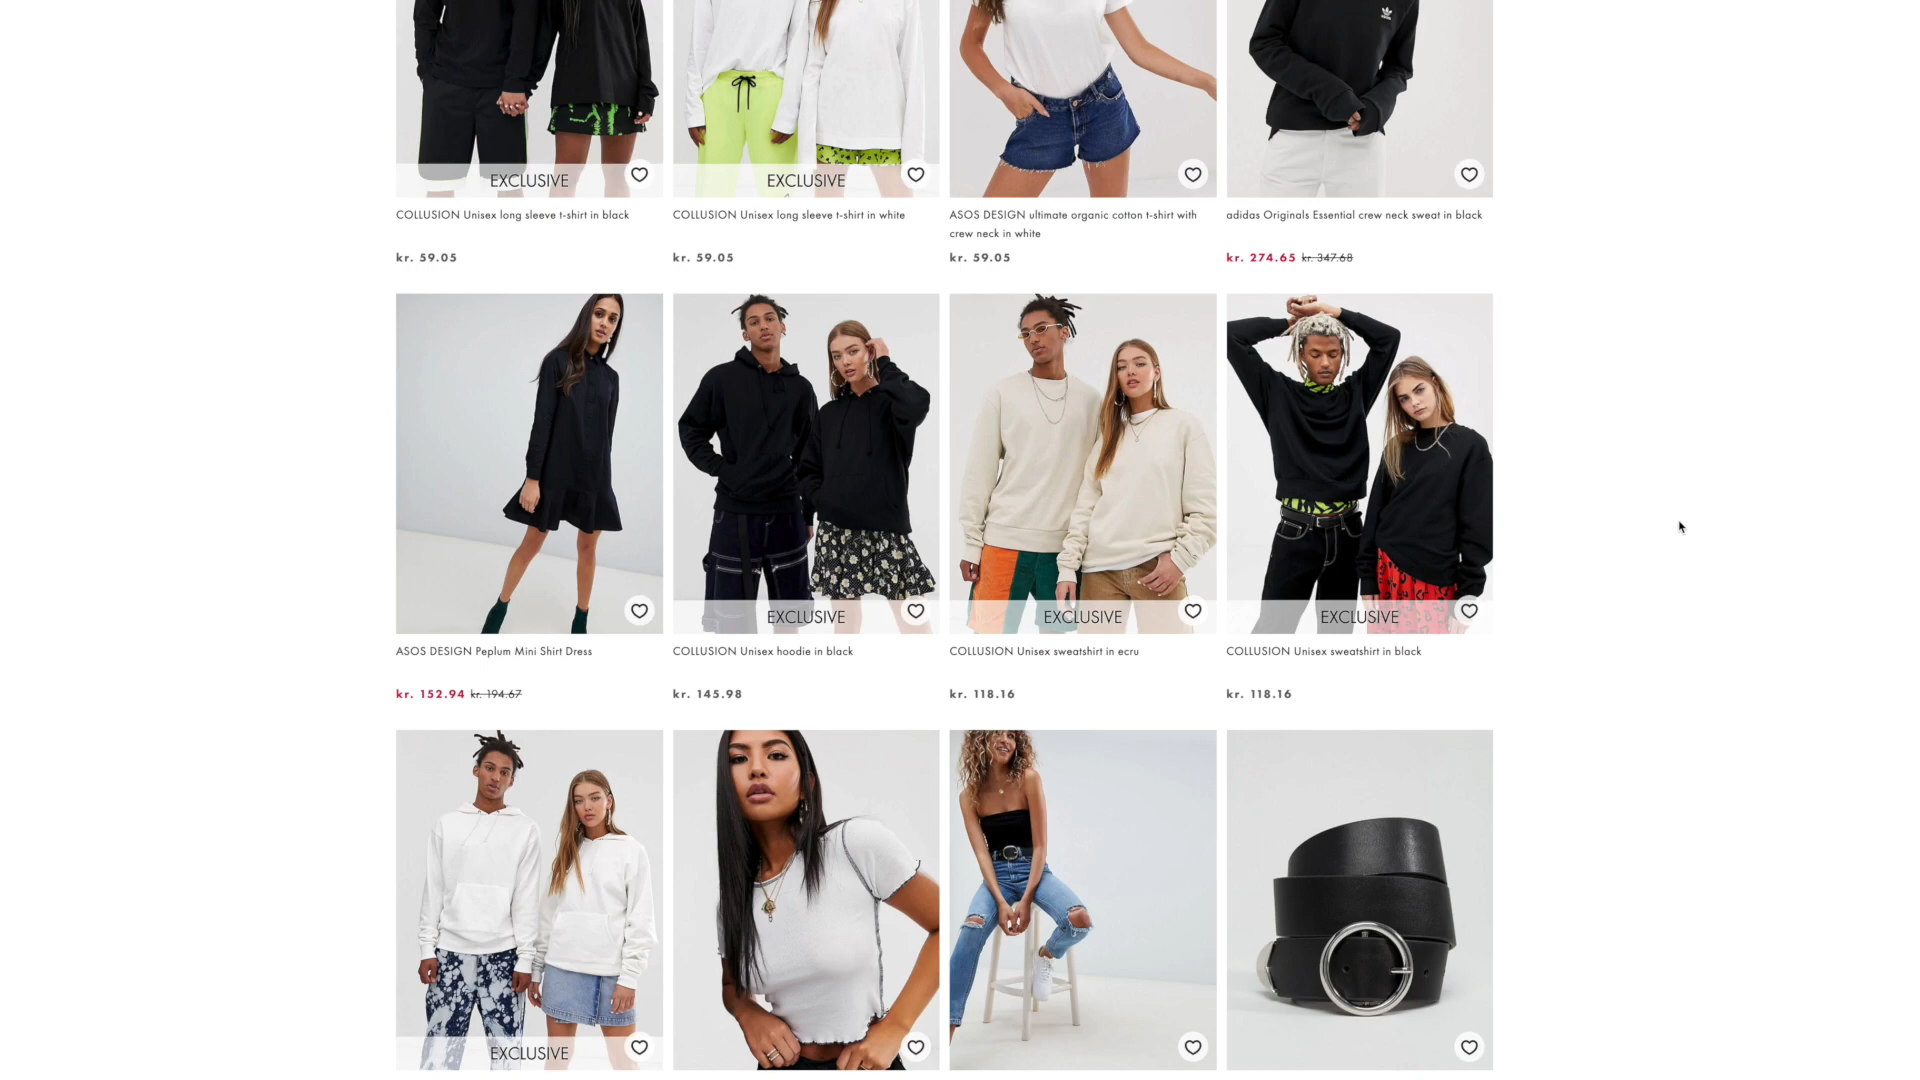 EXCLUSIVE
EXCLUSIVE
COLLUSION Unisex long sleeve t-shirt in black
COLLUSION Unisex long sleeve t-shirt in white
ASOS DESIGN ultimate organic cotton t-shirt with
crew neck in white
adidas Originals Essential crew neck sweat in black
kr. 59.05
kr. 59.05
kr. 59.05
kr. 274.65 kr. 347.68
EXCLUSIVE
EXCLUSIVE
EXCLUSIVE
ASOS DESIGN Peplum Mini Shirt Dress
COLLUSION Unisex hoodie in black
COLLUSION Unisex sweatshirt in ecru
COLLUSION Unisex sweatshirt in black
kr. 152.94 kr. 194.67
kr. 145.98
kr. 118.16
kr. 118.16
EXCLUSIVE